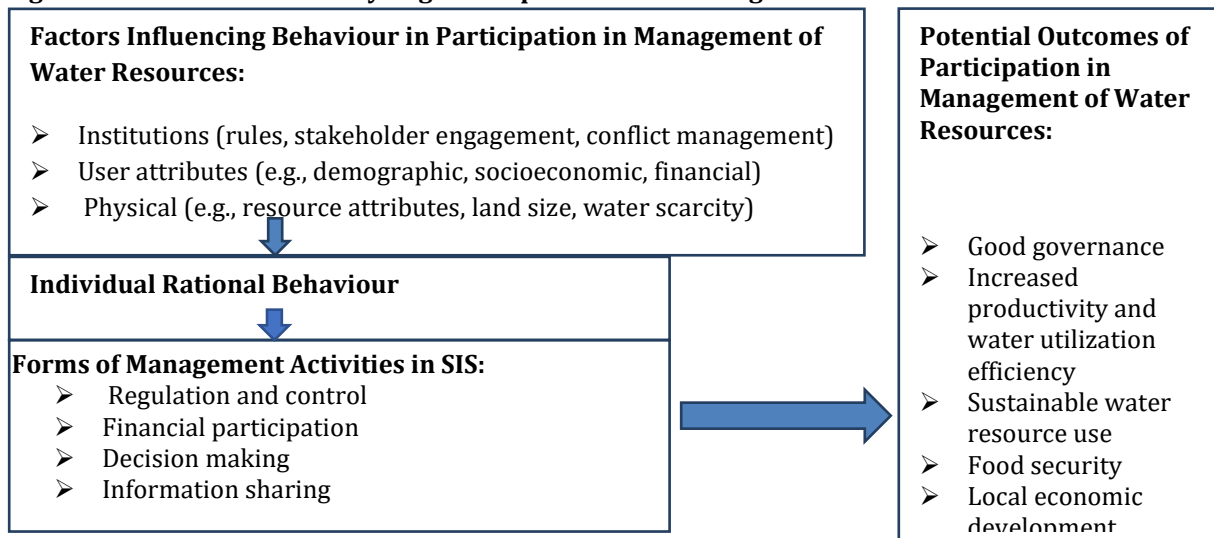 Factors Influencing Behaviour in Participation in Management of
Water Resources:
➢ Institutions (rules, stakeholder engagement, conflict management)
➢ User attributes (e.g., demographic, socioeconomic, financial)
➢ Physical (e.g., resource attributes, land size, water scarcity)
Individual Rational Behaviour
Forms of Management Activities in SIS:
➢ Regulation and control
➢ Financial participation
➢ Decision making
➢ Information sharing
Potential Outcomes of
Participation in
Management of Water
Resources:
➢ Good governance
➢ Increased
productivity and
water utilization
efficiency
➢ Sustainable water
resource use
➢ Food security
➢ Local economic
development